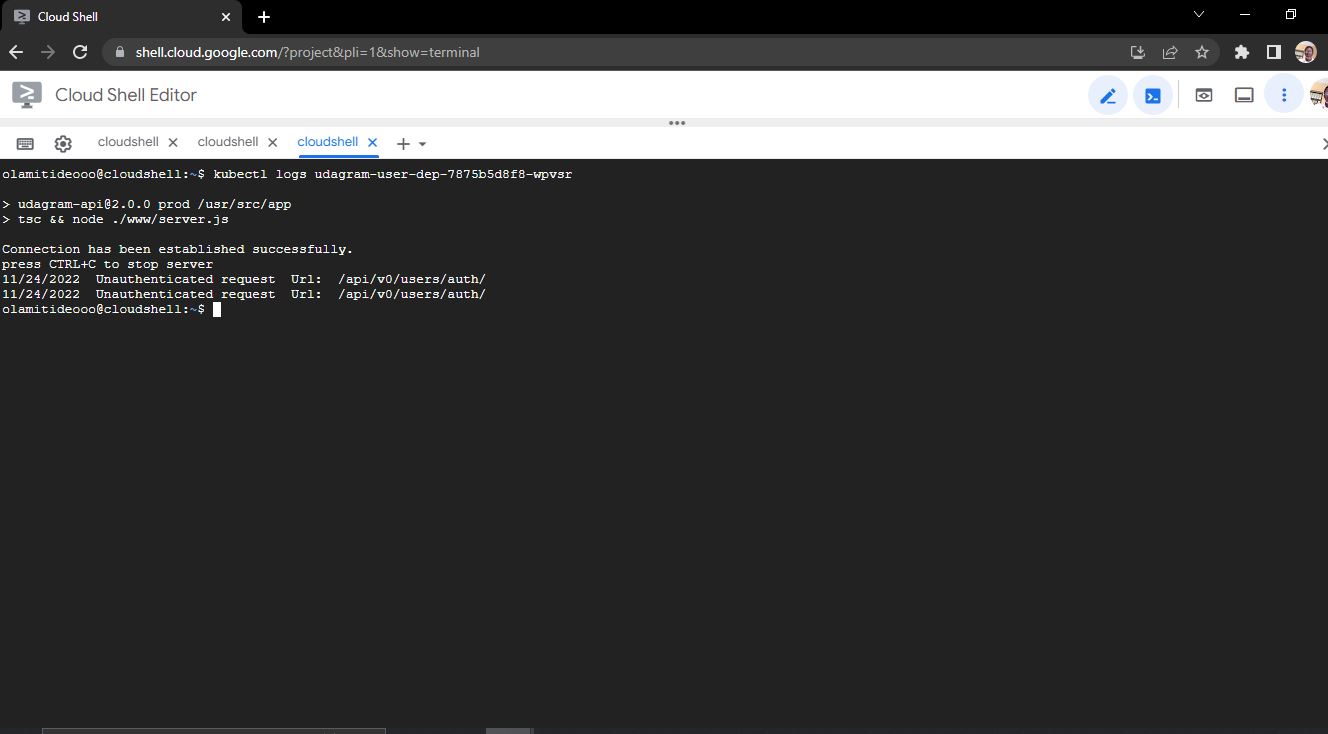 Cloud Shell
shell.cloud.google.com/?project&pli=1&show=terminal
Cloud Shell Editor
cloudshell cloudshell cloudshell
olamitideooo@cloudshell:~$ kubectl logs udagram-user-dep-7875b5d8f8-wpvsr
> udagram-api@2.0.0 prod /usr/src/app
> tsc && node ./www/server.js
Connection has been established successfully.
press CTRL+C to stop server
11/24/2022  Unauthenticated request  Url:  /api/v0/users/auth/
11/24/2022  Unauthenticated request  Url:  /api/v0/users/auth/
olamitideooo@cloudshell:~$